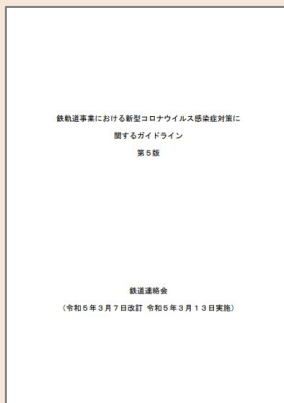 鉄軌道事業における新型コロナウイルス感染症対策に
関するガイドライン
第５版
鉄道連絡会
（令和５年３月７日改訂 令和５年３月１３日実施）